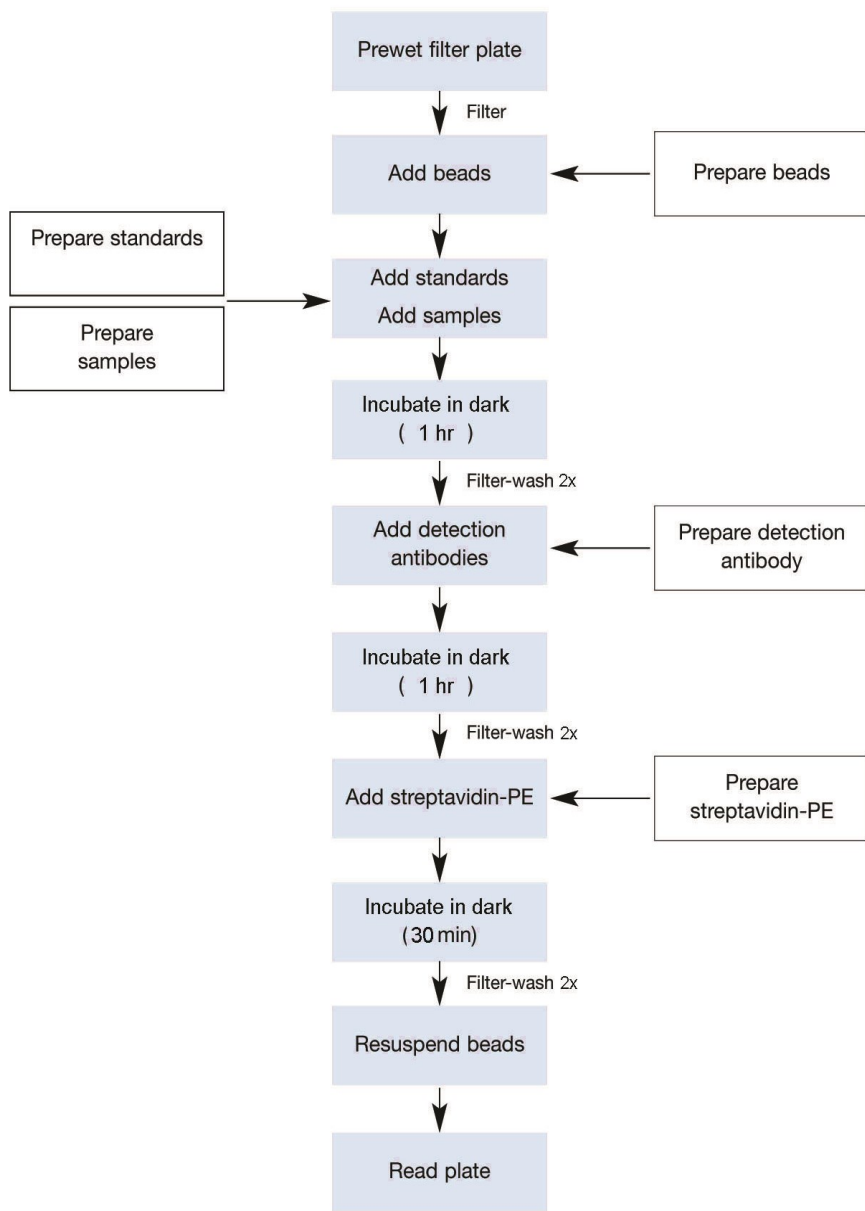 Prewet filter plate
Filter
Add beads
Prepare beads
Prepare standards
Add standards
Add samples
Prepare
samples
Incubate in dark
( 1 hr )
Filter-wash 2x
Add detection
antibodies
Prepare detection
antibody
Incubate in dark
( 1 hr )
Filter-wash 2x
Add streptavidin-PE
Prepare
streptavidin-PE
Incubate in dark
(30 min)
Filter-wash 2x
Resuspend beads
Read plate